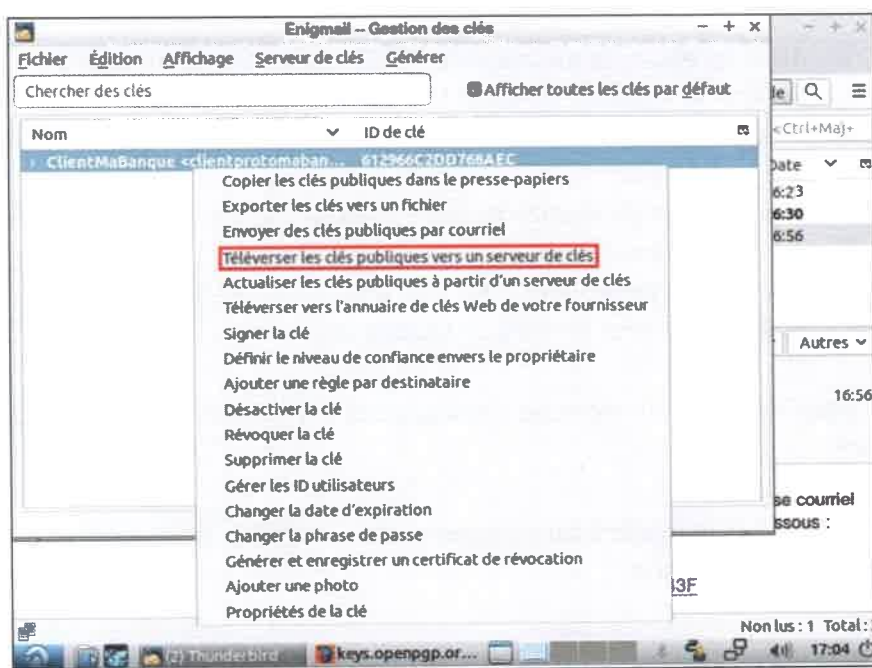 Enigmail – Gestion des clés
Fichier Édition Affichage Serveur de clés Générer
Chercher des clés
Afficher toutes les clés par défaut
Nom
ID de clé
ClientMaBanque <clientprotomaban... 612966C2DD768AEC
Copier les clés publiques dans le presse-papiers
Exporter les clés vers un fichier
Envoyer des clés publiques par courriel
Téléverser les clés publiques vers un serveur de clés
Actualiser les clés publiques à partir d'un serveur de clés
Téléverser vers l'annuaire de clés Web de votre fournisseur
Signer la clé
Définir le niveau de confiance envers le propriétaire
Ajouter une règle par destinataire
Désactiver la clé
Révoquer la clé
Supprimer la clé
Gérer les ID utilisateurs
Changer la date d'expiration
Changer la phrase de passe
Générer et enregistrer un certificat de révocation
Ajouter une photo
Propriétés de la clé
<Ctrl+Maj+
Date
6:23
6:30
6:56
Autres
16:56
se courriel
ssous :
33F
Non lus : 1 Total :
(2) Thunderbird
keys.openpgp.or...
17:04